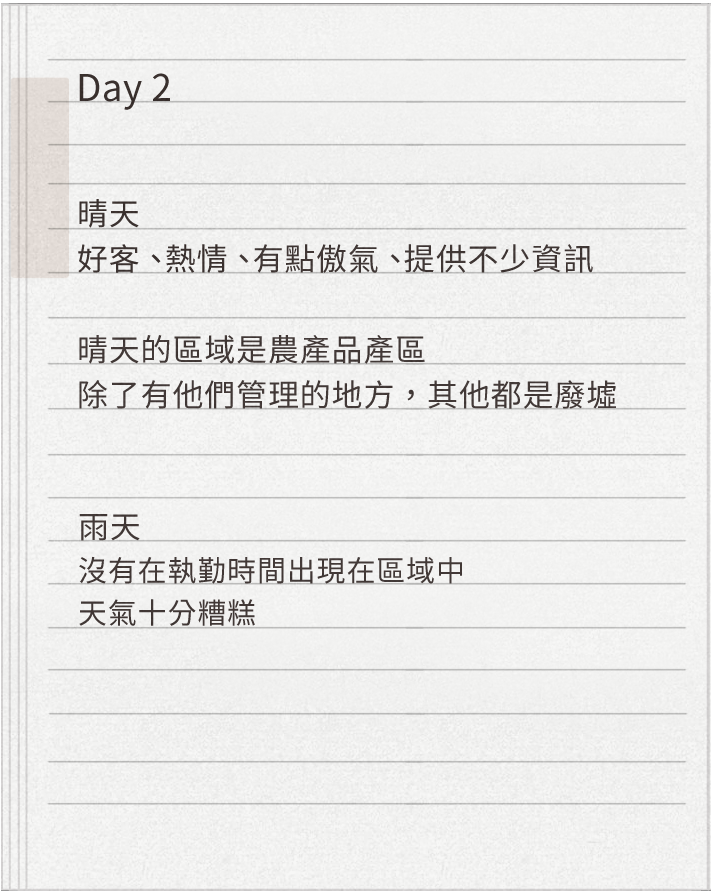 Day 2
晴天
好客、熱情、有點傲氣、提供不少資訊
晴天的區域是農產品產區
除了有他們管理的地方，其他都是廢墟
雨天
沒有在執勤時間出現在區域中
天氣十分糟糕